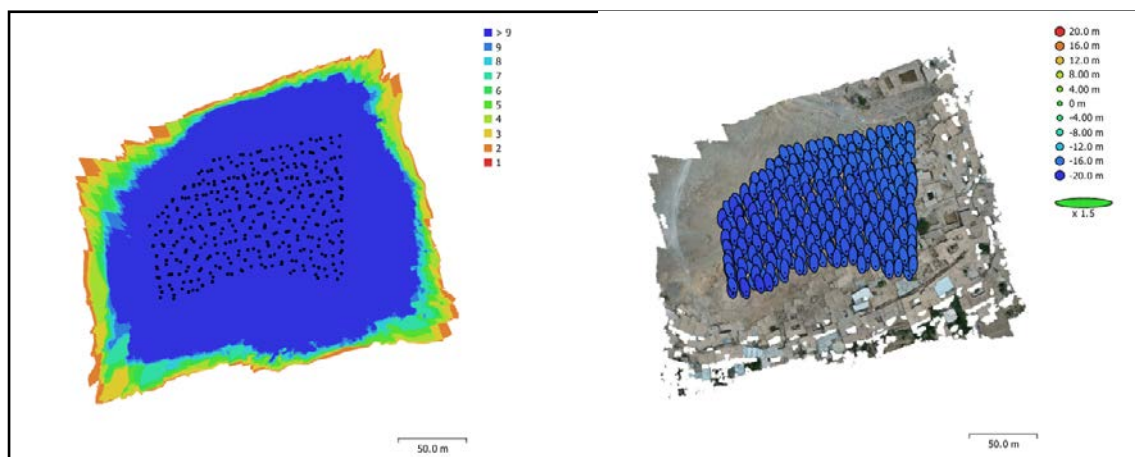 > 9
9
8
7
6
5
4
3
2
1
50.0 m
20.0 m
16.0 m
12.0 m
8.00 m
4.00 m
0 m
-4.00 m
-8.00 m
-12.0 m
-16.0 m
-20.0 m
x 1.5
50.0 m